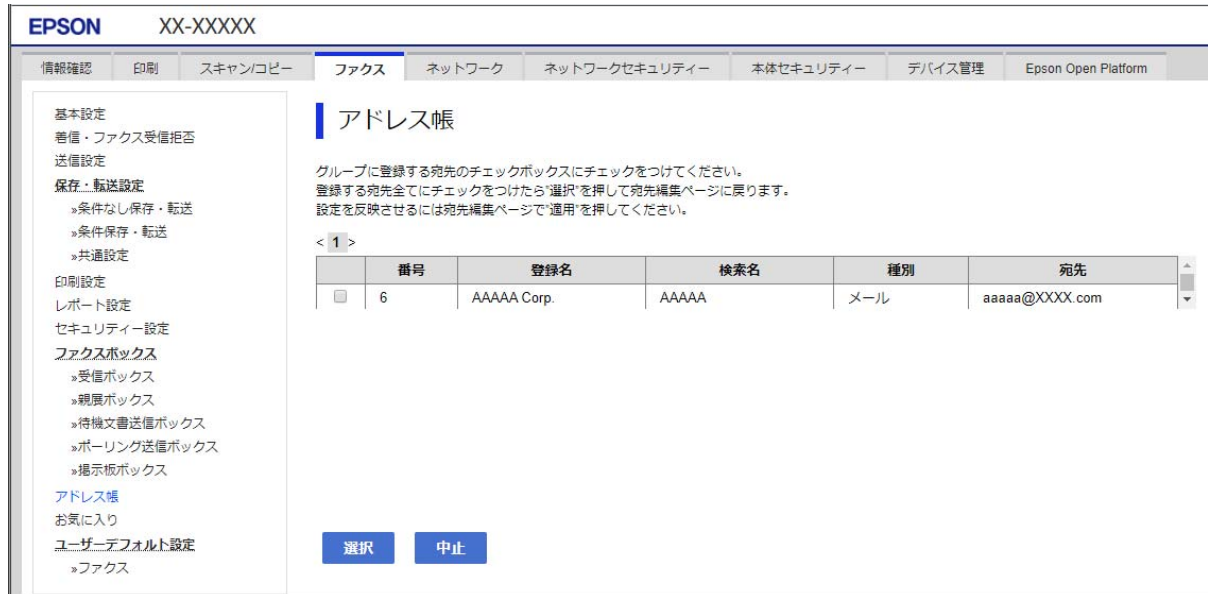 EPSON XX-XXXXX
情報確認 印刷 スキャン/コピー ファクス ネットワーク ネットワークセキュリティー 本体セキュリティー デバイス管理 Epson Open Platform
基本設定
着信・ファクス受信拒否
送信設定
保存・転送設定
»条件なし保存・転送
»条件保存・転送
»共通設定
印刷設定
レポート設定
セキュリティー設定
ファクスボックス
»受信ボックス
»親展ボックス
»待機文書送信ボックス
»ポーリング送信ボックス
»掲示板ボックス
アドレス帳
お気に入り
ユーザーデフォルト設定
»ファクス
アドレス帳
グループに登録する宛先のチェックボックスにチェックをつけてください。
登録する宛先全てにチェックをつけたら"選択"を押して宛先編集ページに戻ります。
設定を反映させるには宛先編集ページで"適用"を押してください。
< 1 >
番号 登録名 検索名 種別 宛先
6 AAAAA Corp. AAAAA メール aaaaa@XXXX.com
選択 中止